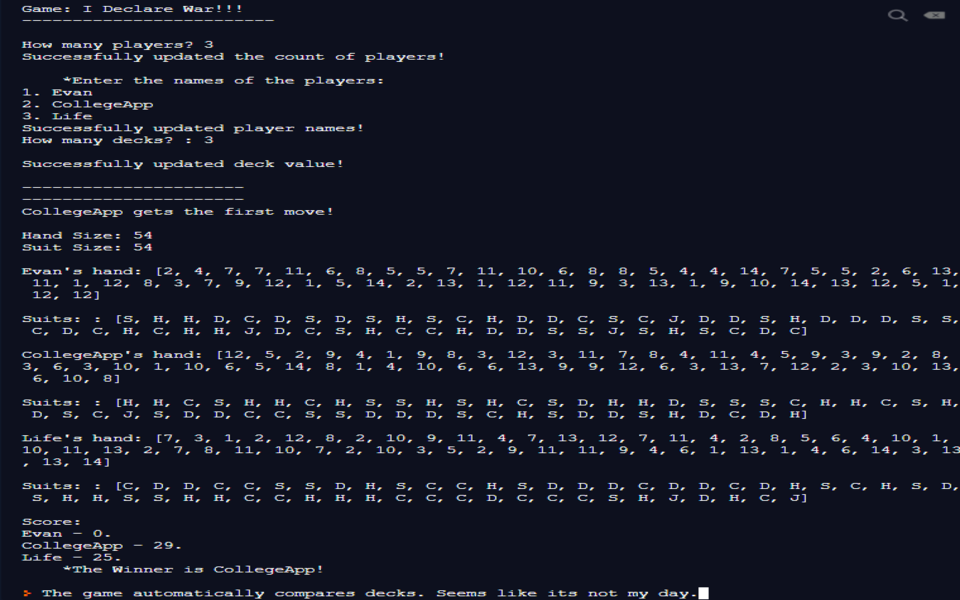 Game: I Declare War!!!
-------------------------
How many players? 3
Successfully updated the count of players!
*Enter the names of the players:
1. Evan
2. CollegeApp
3. Life
Successfully updated player names!
How many decks? : 3
Successfully updated deck value!
----------------------
----------------------
CollegeApp gets the first move!
Hand Size: 54
Suit Size: 54
Evan's hand: [2, 4, 7, 7, 11, 6, 8, 5, 5, 7, 11, 10, 6, 8, 8, 5, 4, 4, 14, 7, 5, 5, 2, 6, 13,
11, 1, 12, 8, 3, 7, 9, 12, 1, 5, 14, 2, 13, 1, 12, 11, 9, 3, 13, 1, 9, 10, 14, 13, 12, 5, 1,
12, 12]
Suits: : [S, H, H, D, C, D, S, D, S, H, S, C, H, D, D, C, S, C, J, D, D, S, H, D, D, D, S, S,
C, D, C, H, C, H, H, J, D, C, S, H, C, C, H, D, D, S, S, J, S, H, S, C, D, C]
CollegeApp's hand: [12, 5, 2, 9, 4, 1, 9, 8, 3, 12, 3, 11, 7, 8, 4, 11, 4, 5, 9, 3, 9, 2, 8,
3, 6, 3, 10, 1, 10, 6, 5, 14, 8, 1, 4, 10, 6, 6, 13, 9, 9, 12, 6, 3, 13, 7, 12, 2, 3, 10, 13,
6, 10, 8]
Suits: : [H, H, C, S, H, H, C, H, S, S, H, S, H, C, S, D, H, H, D, S, S, S, C, H, H, C, S, H,
D, S, C, J, S, D, D, C, C, S, S, D, D, D, S, C, H, S, D, D, S, H, D, C, D, H]
Life's hand: [7, 3, 1, 2, 12, 8, 2, 10, 9, 11, 4, 7, 13, 12, 7, 11, 4, 2, 8, 5, 6, 4, 10, 1,
10, 11, 13, 2, 7, 8, 11, 10, 7, 2, 10, 3, 5, 2, 9, 11, 11, 9, 4, 6, 1, 13, 1, 4, 6, 14, 3, 13
, 13, 14]
Suits: : [C, D, D, C, C, S, S, D, H, S, C, C, H, S, D, D, D, C, D, D, C, D, H, S, C, H, S, D,
S, H, H, S, S, H, H, C, C, H, H, H, C, C, C, D, C, C, C, S, H, J, D, H, C, J]
Score:
Evan - 0.
CollegeApp - 29.
Life - 25.
*The Winner is CollegeApp!
> The game automatically compares decks. Seems like its not my day.